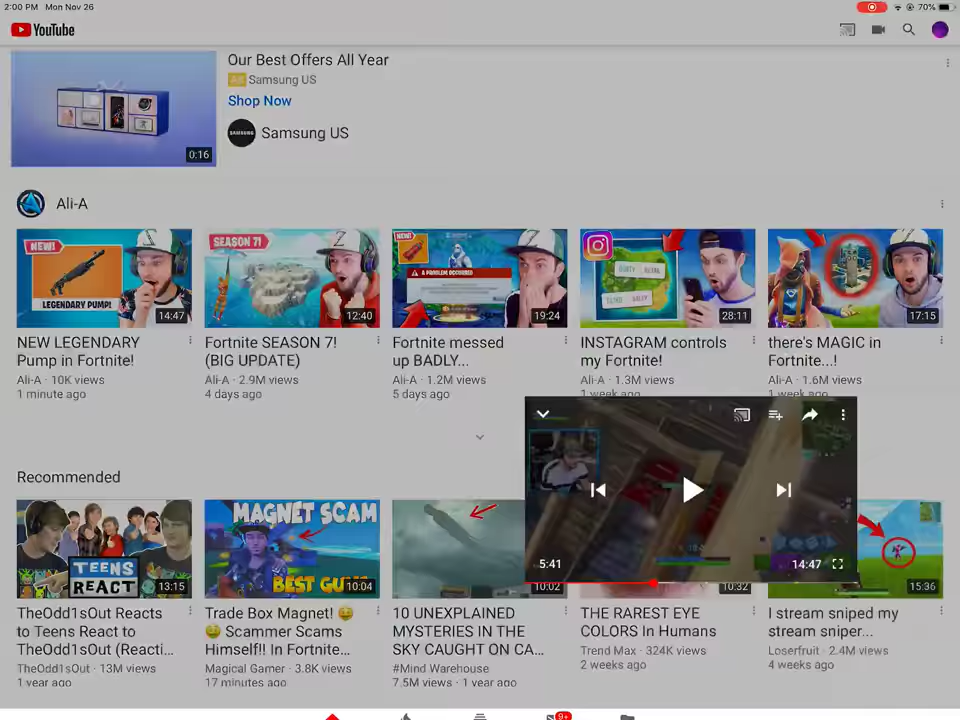 2:00 PM Mon Nov 26
70%
YouTube
Our Best Offers All Year
Ad Samsung US
Shop Now
SAMSUNG
Samsung US
0:16
Ali-A
NEW!
LEGENDARY PUMP!
14:47
SEASON 7!
12:40
NEW!
A PROBLEM OCCURRED
19:24
28:11
17:15
NEW LEGENDARY
Pump in Fortnite!
Ali-A · 10K views
1 minute ago
Fortnite SEASON 7!
(BIG UPDATE)
Ali-A · 2.9M views
4 days ago
Fortnite messed
up BADLY...
Ali-A · 1.2M views
5 days ago
INSTAGRAM controls
my Fortnite!
Ali-A · 1.3M views
1 week ago
there's MAGIC in
Fortnite...!
Ali-A · 1.6M views
1 week ago
5:41
14:47
Recommended
TEENS
REACT
13:15
MAGNET SCAM
BEST GUNS
10:04
10:02
10:32
15:36
TheOdd1sOut Reacts
to Teens React to
TheOdd1sOut (Reacti...
TheOdd1sOut · 13M views
1 year ago
Trade Box Magnet! 🤑
🤑 Scammer Scams
Himself!! In Fortnite...
Magical Gamer · 3.8K views
17 minutes ago
10 UNEXPLAINED
MYSTERIES IN THE
SKY CAUGHT ON CA...
#Mind Warehouse
7.5M views · 1 year ago
THE RAREST EYE
COLORS In Humans
Trend Max · 324K views
2 weeks ago
I stream sniped my
stream sniper...
Loserfruit · 2.4M views
4 weeks ago
9+